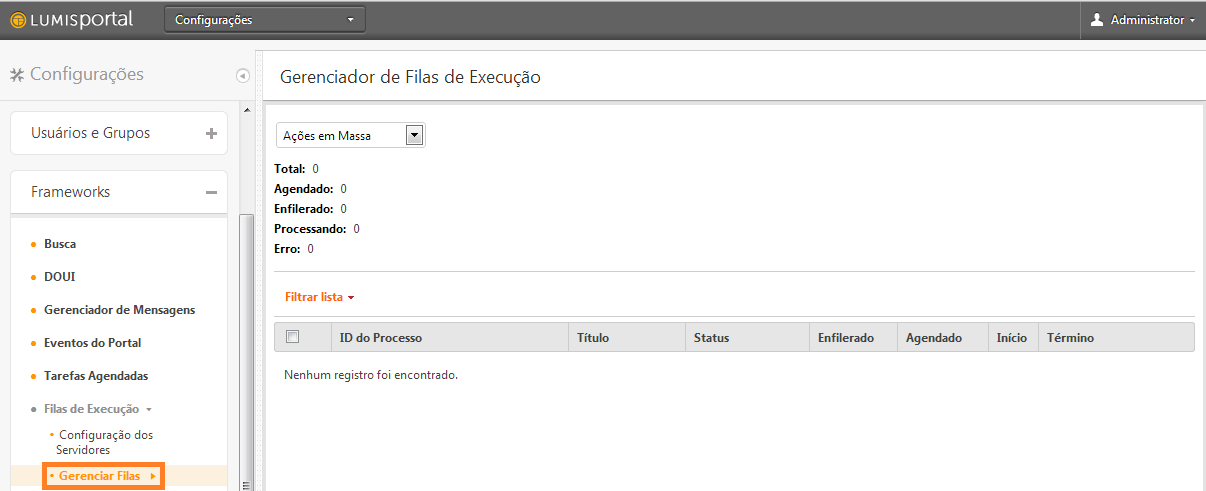 LUMISportal
Configurações
Administrator
Configurações
Gerenciador de Filas de Execução
Usuários e Grupos
Frameworks
Busca
DOUI
Gerenciador de Mensagens
Eventos do Portal
Tarefas Agendadas
Filas de Execução
Configuração dos
Servidores
Gerenciar Filas
Ações em Massa
Total: 0
Agendado: 0
Enfilerado: 0
Processando: 0
Erro: 0
Filtrar lista
ID do Processo Título Status Enfilerado Agendado Início Término
Nenhum registro foi encontrado.